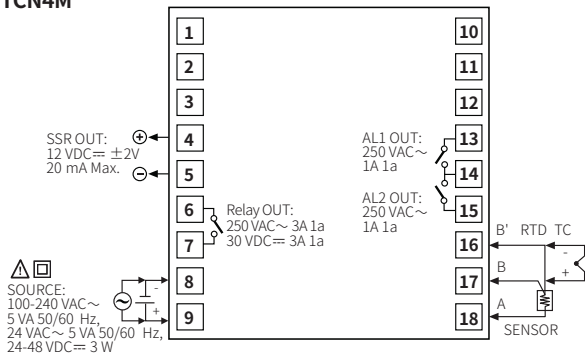 TCN4M
1
2
3
4
5
6
7
8
9
10
11
12
13
14
15
16
17
18
SSR OUT:
12 VDC⎓ ±2V
20 mA Max.
+
-
Relay OUT:
250 VAC～ 3A 1a
30 VDC⎓ 3A 1a
SOURCE:
100-240 VAC～
5 VA 50/60 Hz,
24 VAC～ 5 VA 50/60 Hz,
24-48 VDC⎓ 3 W
-
+
AL1 OUT:
250 VAC～
1A 1a
AL2 OUT:
250 VAC～
1A 1a
B' RTD TC
-
B
+
A
SENSOR